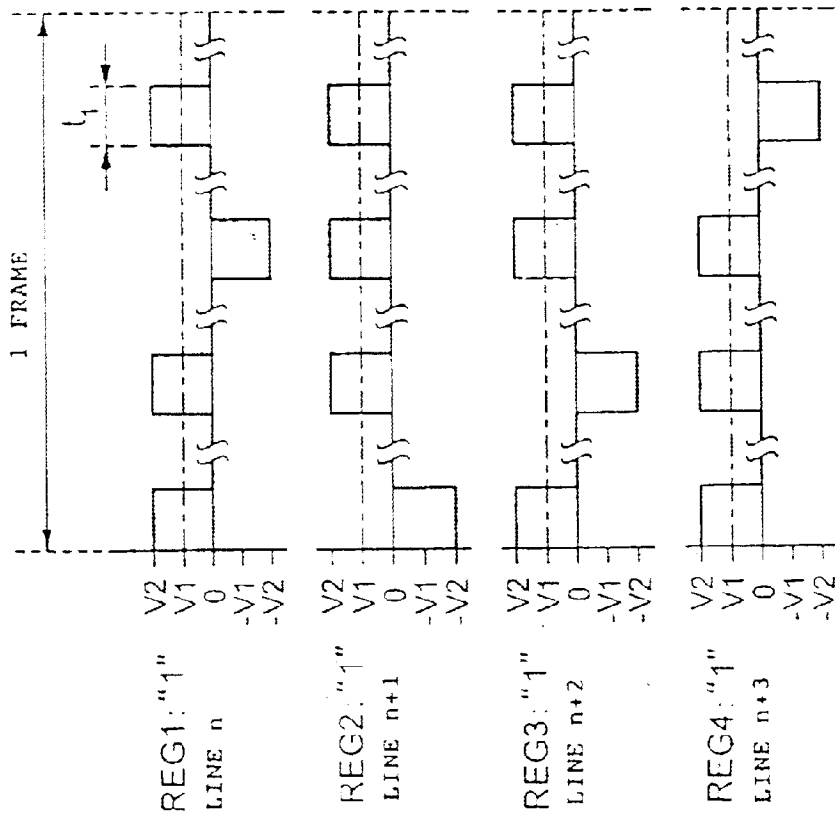 1 FRAME
t1
V2
V1
0
-V1
-V2
REG1: "1"
LINE n
V2
V1
0
-V1
-V2
REG2: "1"
LINE n+1
V2
V1
0
-V1
-V2
REG3: "1"
LINE n+2
V2
V1
0
-V1
-V2
REG4: "1"
LINE n+3